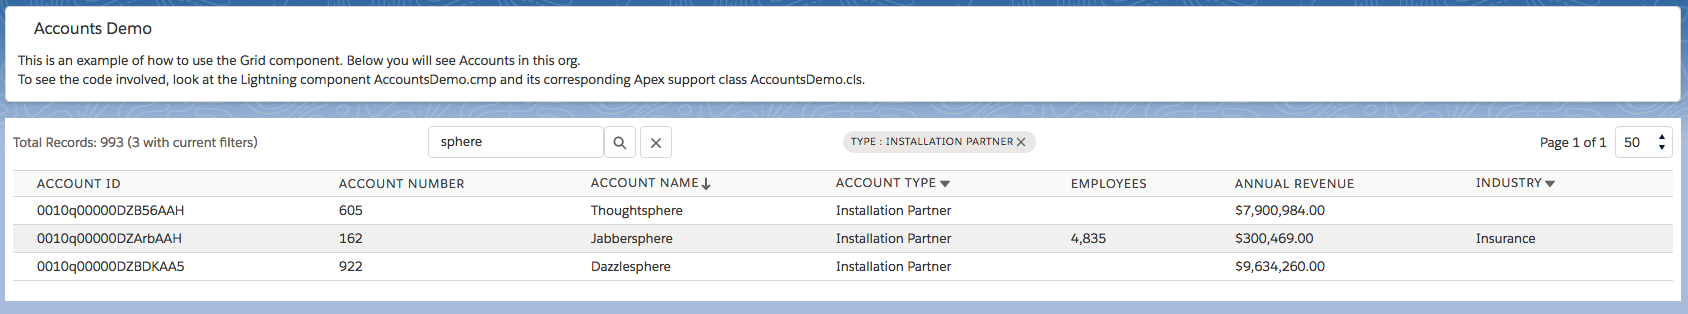 Accounts Demo
This is an example of how to use the Grid component. Below you will see Accounts in this org.
To see the code involved, look at the Lightning component AccountsDemo.cmp and its corresponding Apex support class AccountsDemo.cls.
Total Records: 993 (3 with current filters) sphere TYPE : INSTALLATION PARTNER Page 1 of 1 50
ACCOUNT ID ACCOUNT NUMBER ACCOUNT NAME ACCOUNT TYPE EMPLOYEES ANNUAL REVENUE INDUSTRY
0010q00000DZB56AAH 605 Thoughtsphere Installation Partner $7,900,984.00
0010q00000DZArbAAH 162 Jabbersphere Installation Partner 4,835 $300,469.00 Insurance
0010q00000DZBDKAA5 922 Dazzlesphere Installation Partner $9,634,260.00